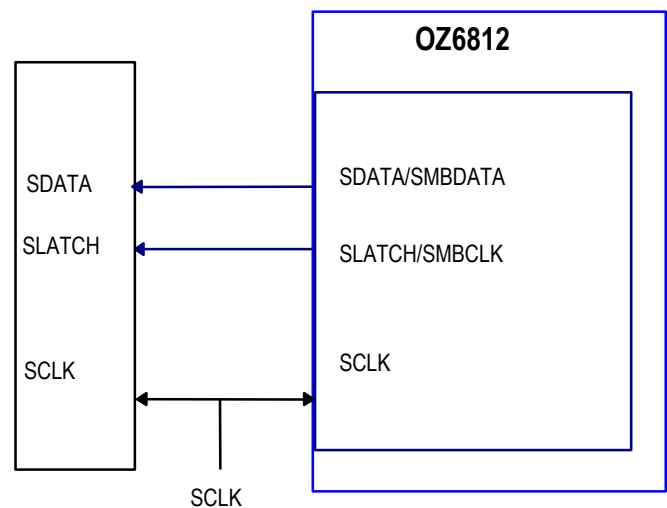 OZ6812
SDATA
SDATA/SMBDATA
SLATCH
SLATCH/SMBCLK
SCLK
SCLK
SCLK